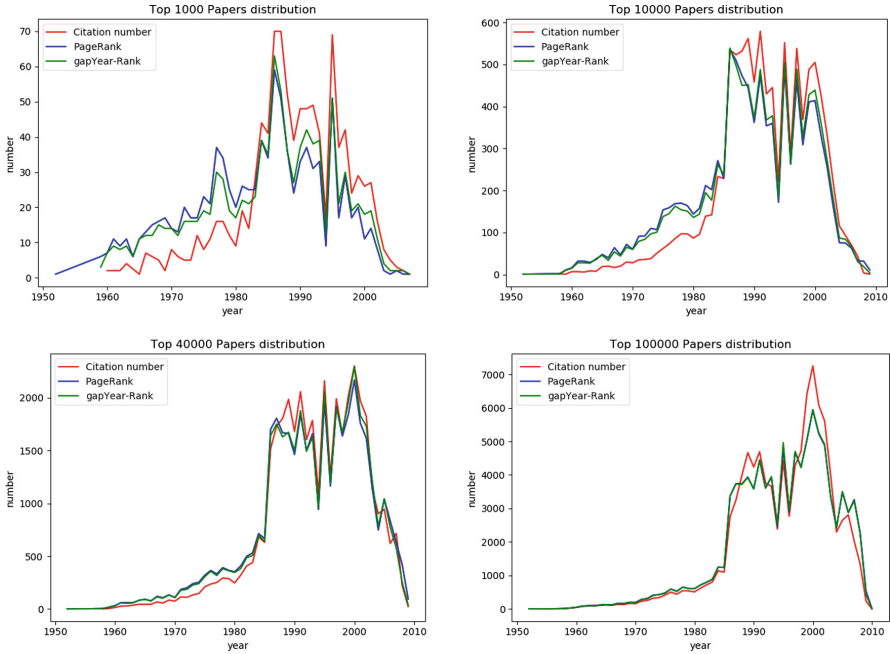 Top 1000 Papers distribution
Citation number
PageRank
gapYear-Rank
number
70
60
50
40
30
20
10
0
1950 1960 1970 1980 1990 2000
year
Top 10000 Papers distribution
Citation number
PageRank
gapYear-Rank
number
600
500
400
300
200
100
0
1950 1960 1970 1980 1990 2000 2010
year
Top 40000 Papers distribution
Citation number
PageRank
gapYear-Rank
number
2000
1500
1000
500
0
1950 1960 1970 1980 1990 2000 2010
year
Top 100000 Papers distribution
Citation number
PageRank
gapYear-Rank
number
7000
6000
5000
4000
3000
2000
1000
0
1950 1960 1970 1980 1990 2000 2010
year